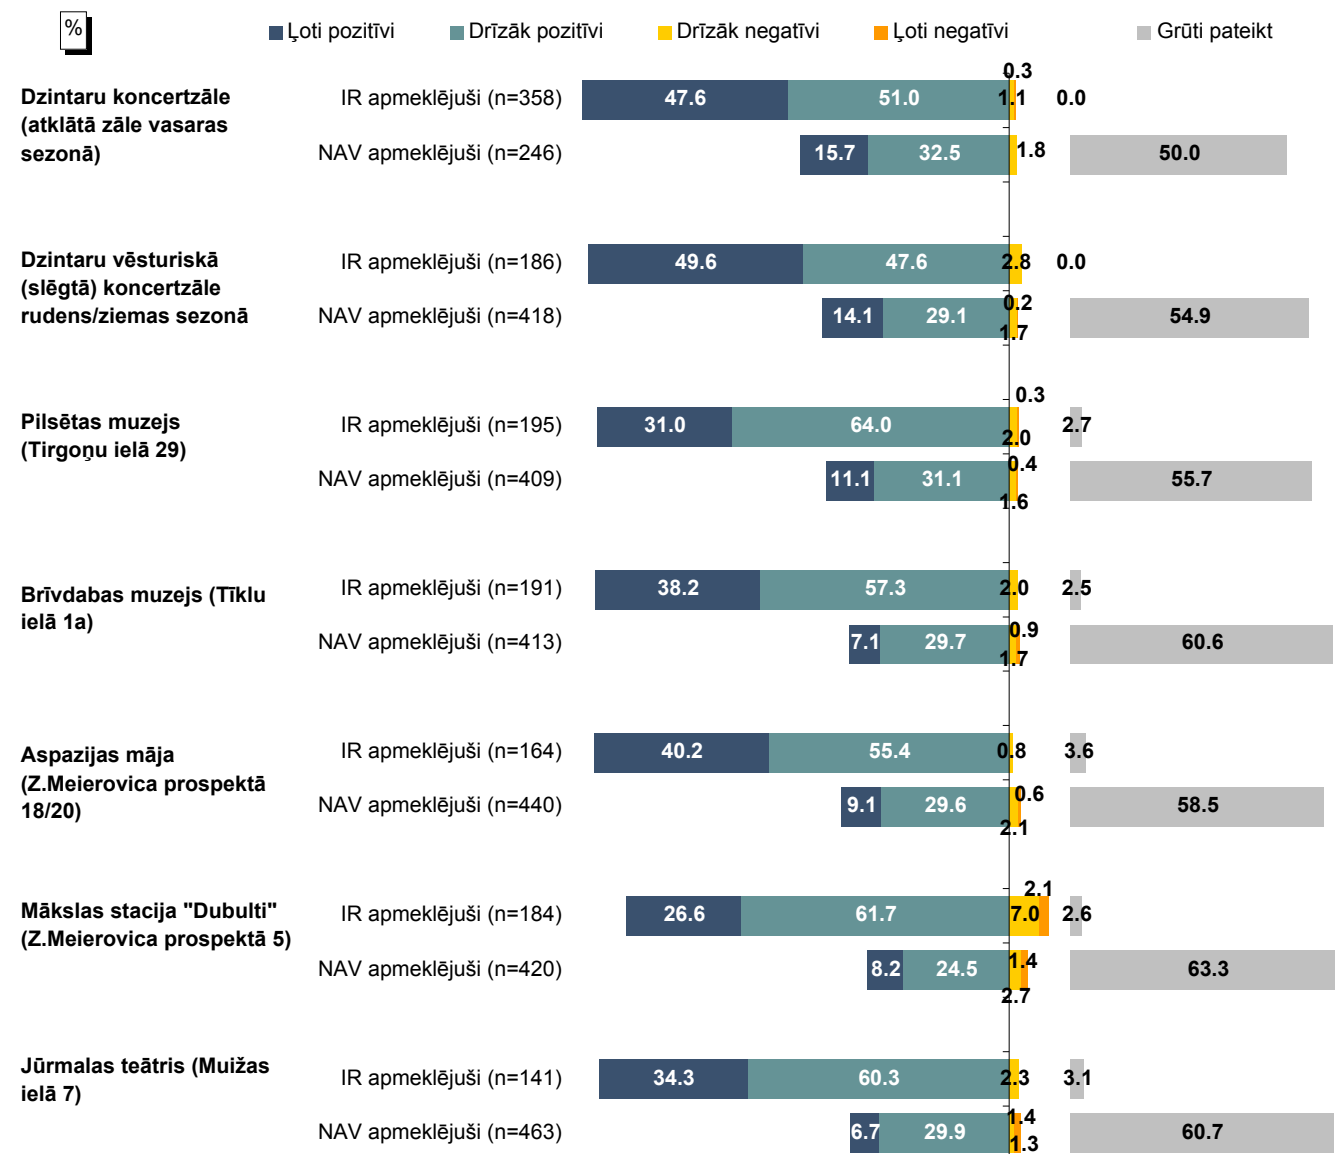 %
Ļoti pozitīvi Drīzāk pozitīvi Drīzāk negatīvi Ļoti negatīvi Grūti pateikt
Dzintaru koncertzāle
(atklātā zāle vasaras
sezonā)
IR apmeklējuši (n=358) 47.6 51.0 1.1 0.3 0.0
NAV apmeklējuši (n=246) 15.7 32.5 1.8 50.0
Dzintaru vēsturiskā
(slēgtā) koncertzāle
rudens/ziemas sezonā
IR apmeklējuši (n=186) 49.6 47.6 2.8 0.0
NAV apmeklējuši (n=418) 14.1 29.1 1.7 0.2 54.9
Pilsētas muzejs
(Tirgoņu ielā 29)
IR apmeklējuši (n=195) 31.0 64.0 2.0 0.3 2.7
NAV apmeklējuši (n=409) 11.1 31.1 1.6 0.4 55.7
Brīvdabas muzejs (Tīklu
ielā 1a)
IR apmeklējuši (n=191) 38.2 57.3 2.0 2.5
NAV apmeklējuši (n=413) 7.1 29.7 1.7 0.9 60.6
Aspazijas māja
(Z.Meierovica prospektā
18/20)
IR apmeklējuši (n=164) 40.2 55.4 0.8 3.6
NAV apmeklējuši (n=440) 9.1 29.6 2.1 0.6 58.5
Mākslas stacija "Dubulti"
(Z.Meierovica prospektā 5)
IR apmeklējuši (n=184) 26.6 61.7 7.0 2.1 2.6
NAV apmeklējuši (n=420) 8.2 24.5 2.7 1.4 63.3
Jūrmalas teātris (Muižas
ielā 7)
IR apmeklējuši (n=141) 34.3 60.3 2.3 3.1
NAV apmeklējuši (n=463) 6.7 29.9 1.4 1.3 60.7